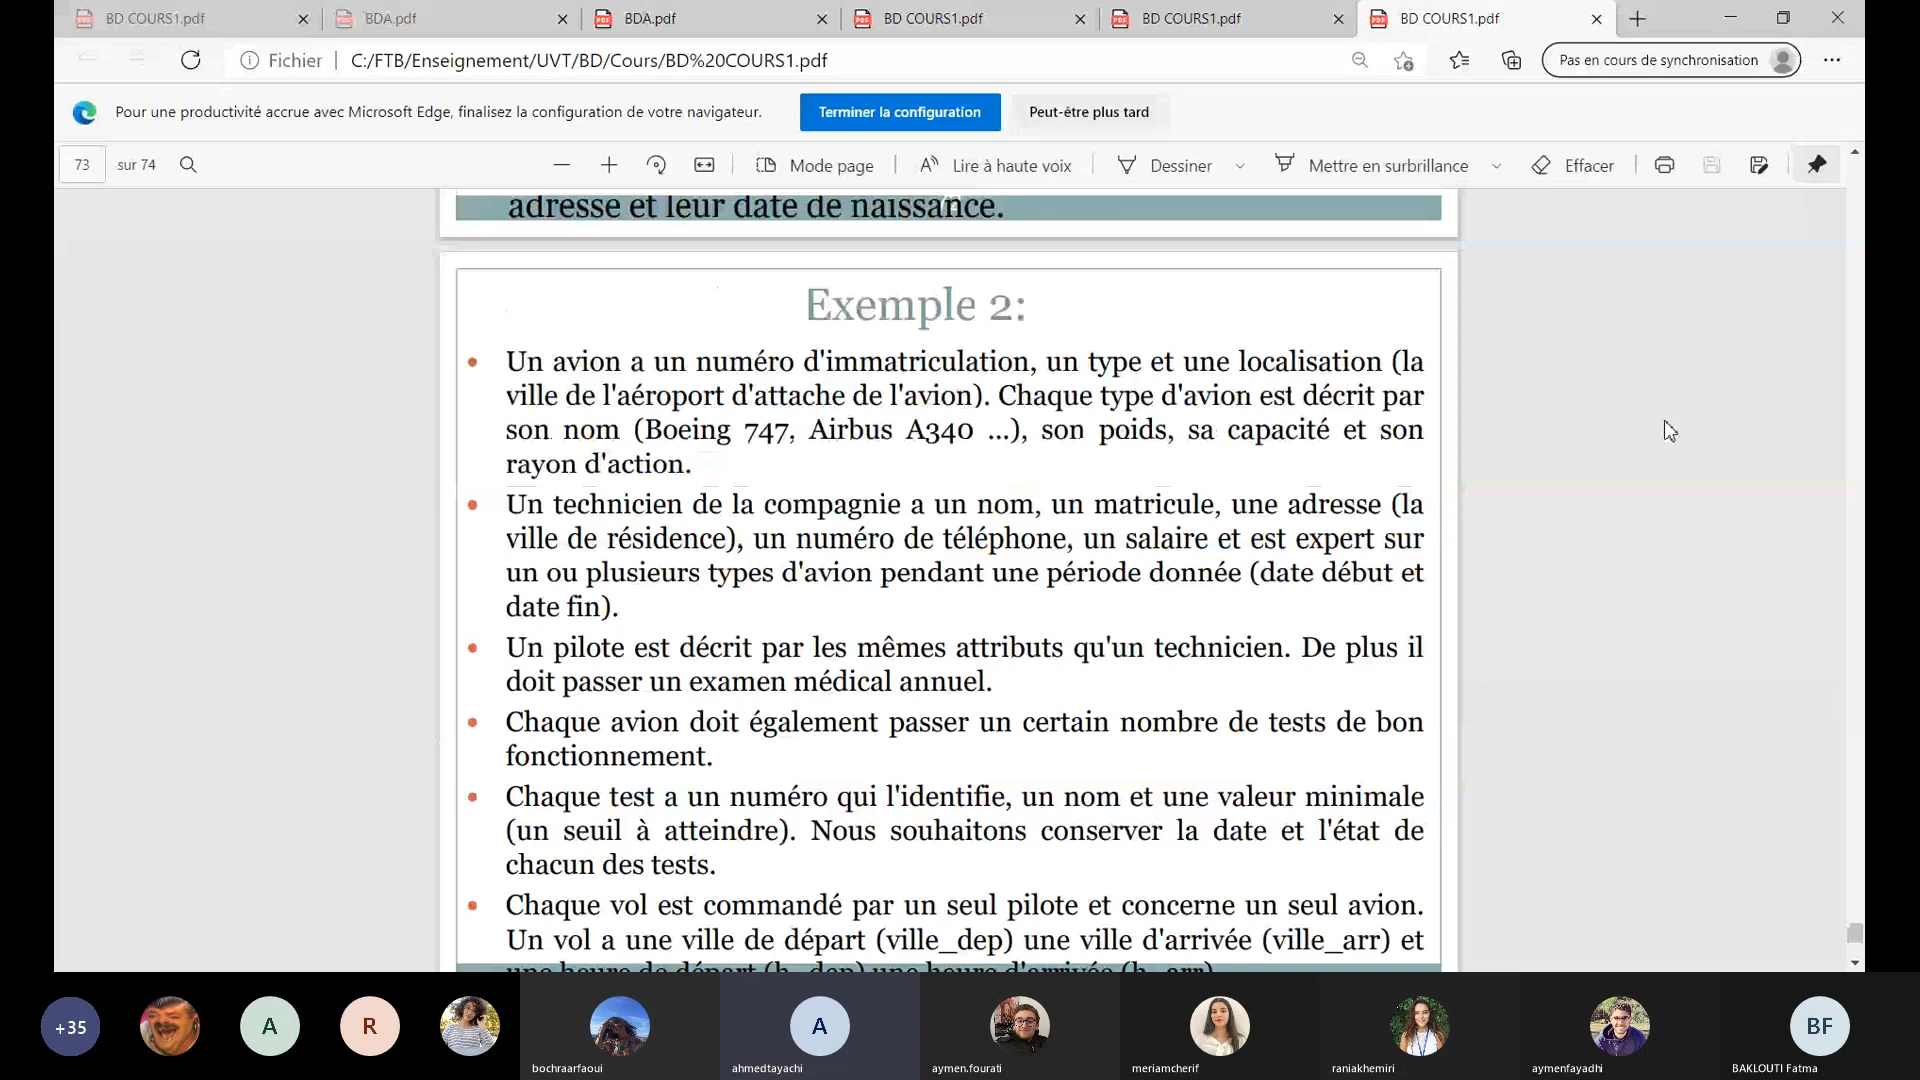 BD COURS1.pdf
BDA.pdf
BDA.pdf
BD COURS1.pdf
BD COURS1.pdf
BD COURS1.pdf
Fichier
C:/FTB/Enseignement/UVT/BD/Cours/BD%20COURS1.pdf
Pas en cours de synchronisation
Pour une productivité accrue avec Microsoft Edge, finalisez la configuration de votre navigateur.
Terminer la configuration
Peut-être plus tard
73 sur 74
Mode page
Lire à haute voix
Dessiner
Mettre en surbrillance
Effacer
adresse et leur date de naissance.
Exemple 2:
• Un avion a un numéro d'immatriculation, un type et une localisation (la
ville de l'aéroport d'attache de l'avion). Chaque type d'avion est décrit par
son nom (Boeing 747, Airbus A340 ...), son poids, sa capacité et son
rayon d'action.
• Un technicien de la compagnie a un nom, un matricule, une adresse (la
ville de résidence), un numéro de téléphone, un salaire et est expert sur
un ou plusieurs types d'avion pendant une période donnée (date début et
date fin).
• Un pilote est décrit par les mêmes attributs qu'un technicien. De plus il
doit passer un examen médical annuel.
• Chaque avion doit également passer un certain nombre de tests de bon
fonctionnement.
• Chaque test a un numéro qui l'identifie, un nom et une valeur minimale
(un seuil à atteindre). Nous souhaitons conserver la date et l'état de
chacun des tests.
• Chaque vol est commandé par un seul pilote et concerne un seul avion.
Un vol a une ville de départ (ville_dep) une ville d'arrivée (ville_arr) et
une heure de départ (h_dep) une heure d'arrivée (h_arr)
+35
A
R
A
BF
bochraarfaoui
ahmedtayachi
aymen.fourati
meriamcherif
raniakhemiri
aymenfayadhi
BAKLOUTI Fatma